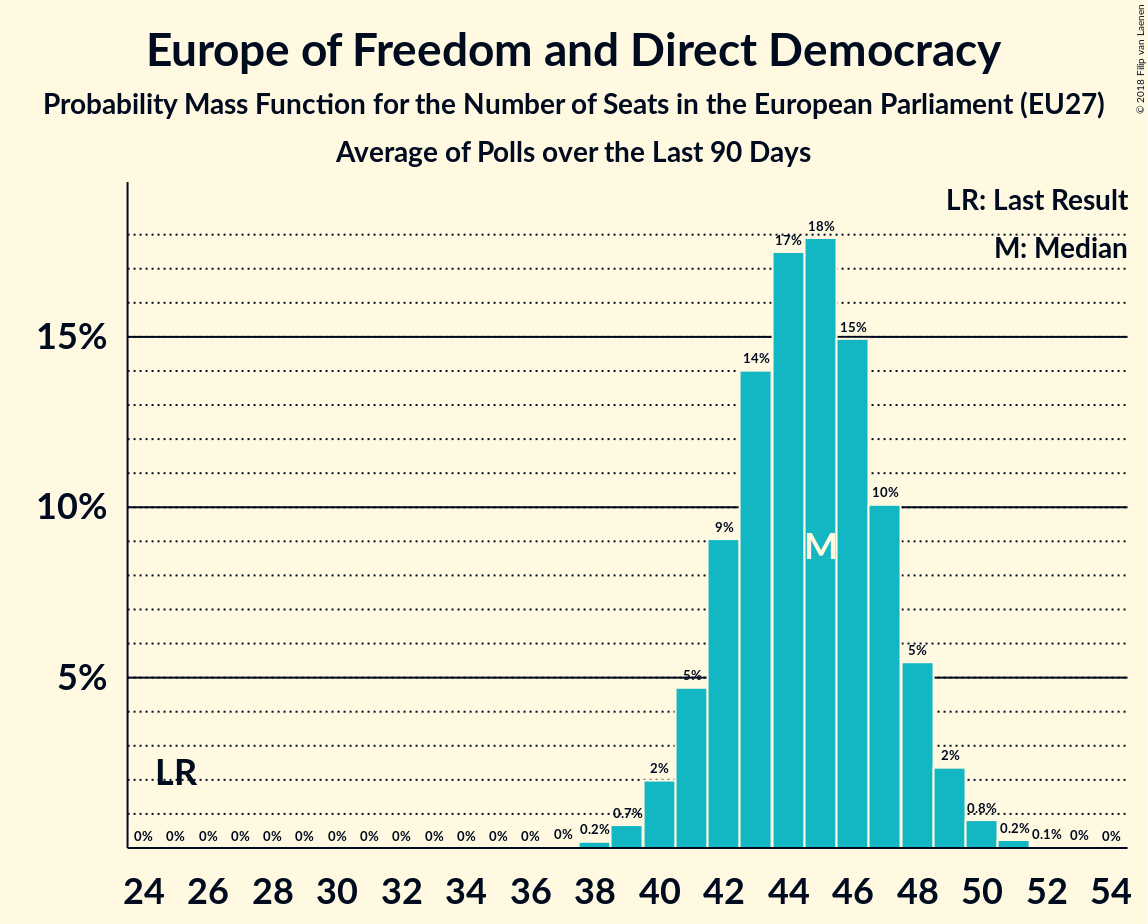 Europe of Freedom and Direct Democracy
Probability Mass Function for the Number of Seats in the European Parliament (EU27)
Average of Polls over the Last 90 Days
© 2018 Filip van Laenen
LR: Last Result
M: Median
15%
10%
5%
0% 0% 0% 0% 0% 0% 0% 0% 0% 0% 0% 0% 0% 0% 0.2% 0.7% 2% 5% 9% 14% 17% 18% 15% 10% 5% 2% 0.8% 0.2% 0.1% 0% 0%
LR
M
24 26 28 30 32 34 36 38 40 42 44 46 48 50 52 54